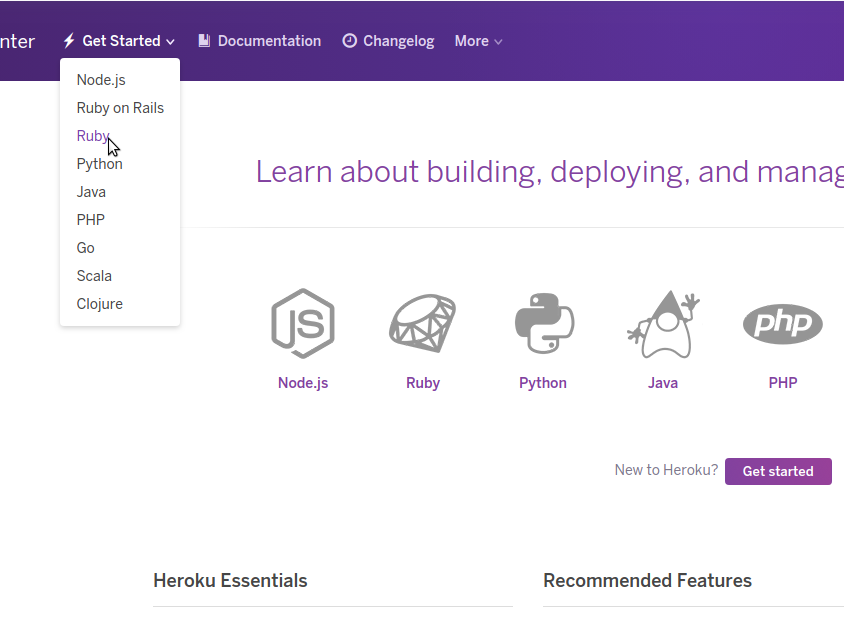 nter Get Started Documentation Changelog More
Node.js
Ruby on Rails
Ruby
Python
Java
PHP
Go
Scala
Clojure
Learn about building, deploying, and manag
JS php
Node.js Ruby Python Java PHP
New to Heroku? Get started
Heroku Essentials Recommended Features